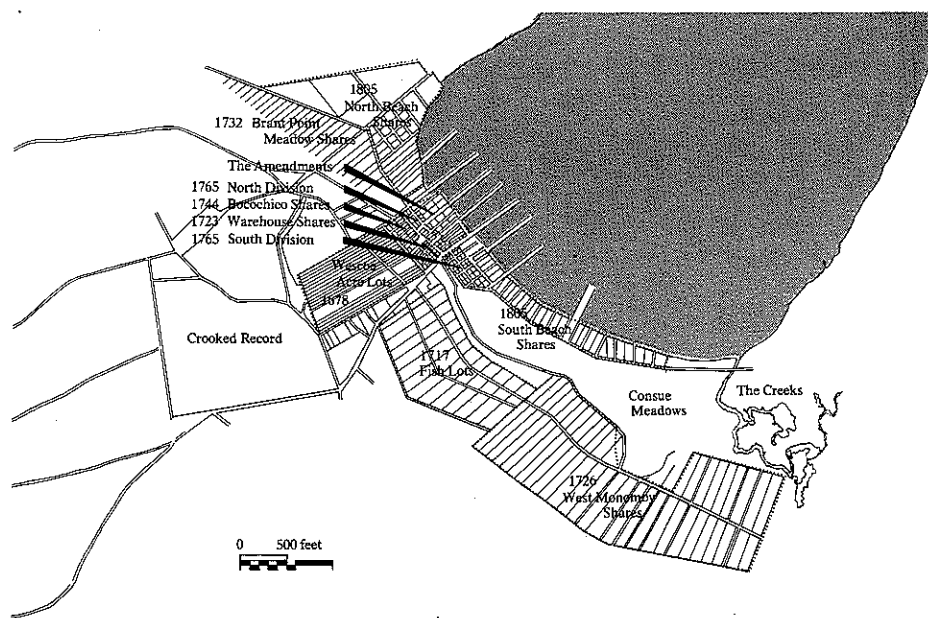 1805
North Beach
Shares
1732 Brant Point
Meadow Shares
The Amendments
1765 North Division
1744 Bocochico Shares
1723 Warehouse Shares
1765 South Division
Wescoe
Acre Lots
1678
Crooked Record
1805
South Beach
Shares
1717
Fish Lots
Consue
Meadows
The Creeks
1726
West Monomoy
Shares
0 500 feet